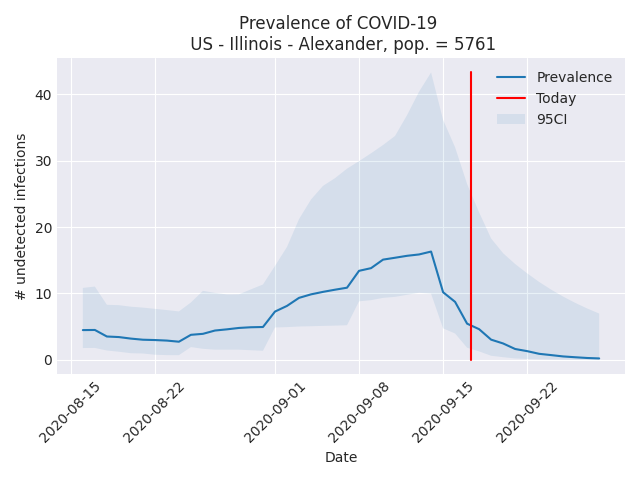 Prevalence of COVID-19
US - Illinois - Alexander, pop. = 5761
Prevalence
Today
95CI
# undetected infections
40
30
20
10
0
2020-08-15
2020-08-22
2020-09-01
2020-09-08
2020-09-15
2020-09-22
Date